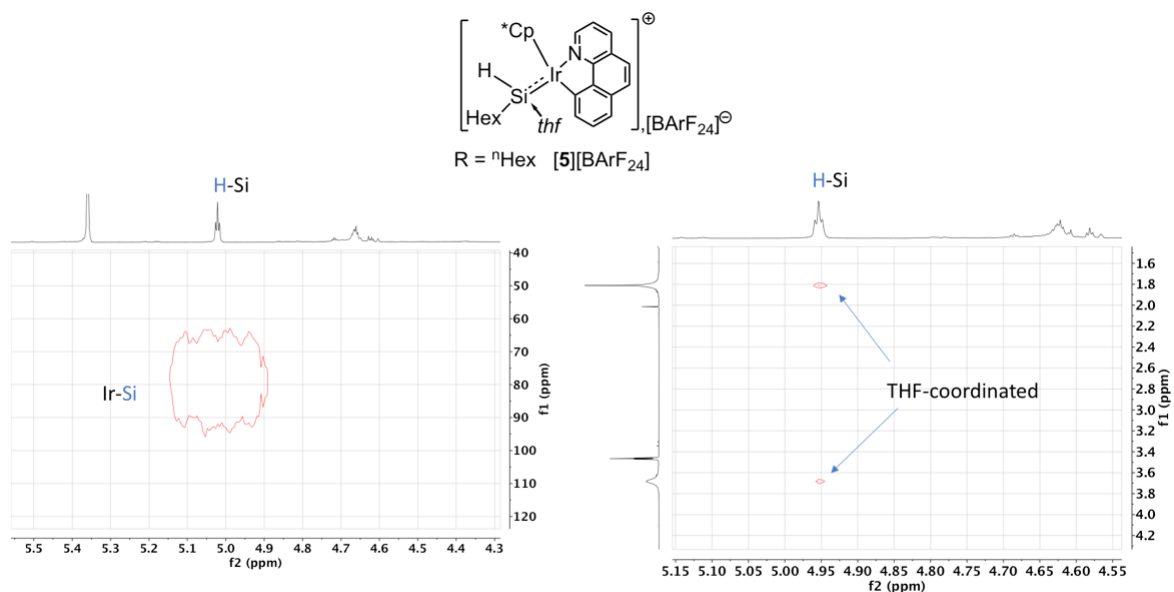 *Cp
⊕
H
N
Ir
Si
Hex
thf
,[BArF24]⊖
R = nHex [5][BArF24]
H-Si
40
50
60
70
80
90
100
110
120
f1 (ppm)
Ir-Si
5.5 5.4 5.3 5.2 5.1 5.0 4.9 4.8 4.7 4.6 4.5 4.4 4.3
f2 (ppm)
H-Si
1.6
1.8
2.0
2.2
2.4
2.6
2.8
3.0
3.2
3.4
3.6
3.8
4.0
4.2
f1 (ppm)
THF-coordinated
5.15 5.10 5.05 5.00 4.95 4.90 4.85 4.80 4.75 4.70 4.65 4.60 4.55
f2 (ppm)